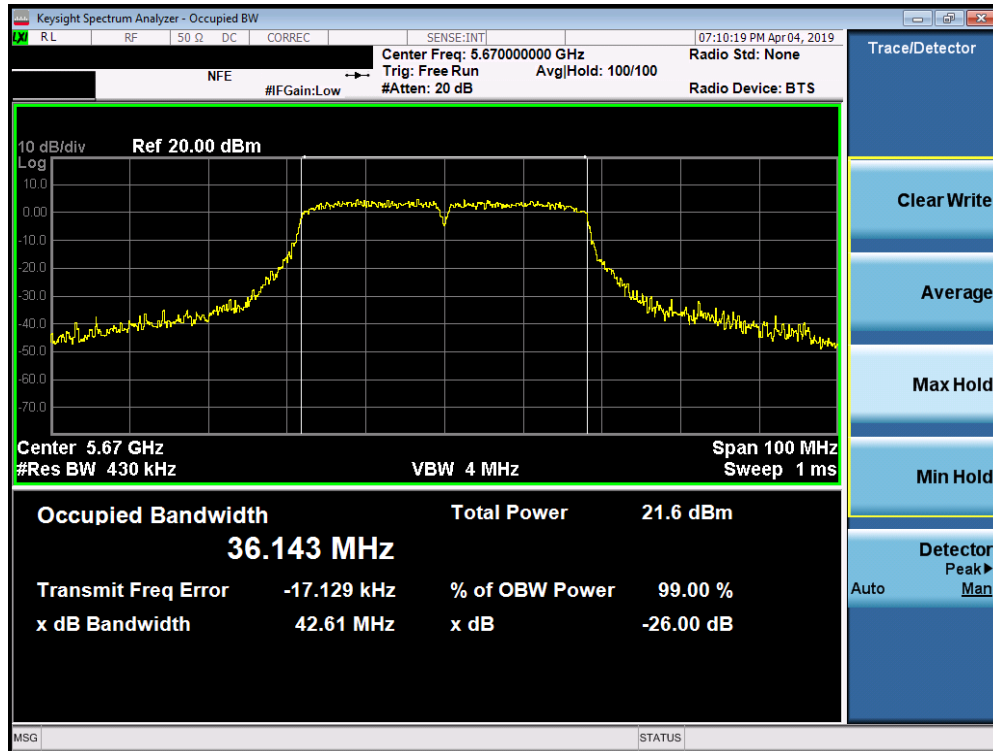 Keysight Spectrum Analyzer - Occupied BW
LXI RL RF 50 Ω DC CORREC SENSE:INT 07:10:19 PM Apr 04, 2019
Center Freq: 5.670000000 GHz Radio Std: None
NFE Trig: Free Run Avg|Hold: 100/100
#IFGain:Low #Atten: 20 dB Radio Device: BTS
10 dB/div Ref 20.00 dBm
Log
10.0
0.00
-10.0
-20.0
-30.0
-40.0
-50.0
-60.0
-70.0
Center 5.67 GHz Span 100 MHz
#Res BW 430 kHz VBW 4 MHz Sweep 1 ms
Occupied Bandwidth Total Power 21.6 dBm
36.143 MHz
Transmit Freq Error -17.129 kHz % of OBW Power 99.00 %
x dB Bandwidth 42.61 MHz x dB -26.00 dB
MSG STATUS
Trace/Detector
Clear Write
Average
Max Hold
Min Hold
Detector
Peak▶
Auto Man